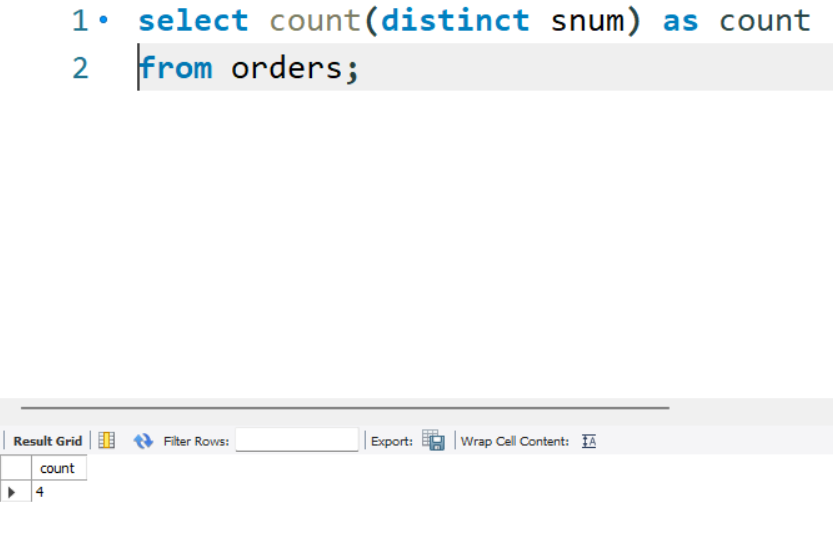 1 select count(distinct snum) as count
2 from orders;
Result Grid Filter Rows: Export: Wrap Cell Content: IA
count
4